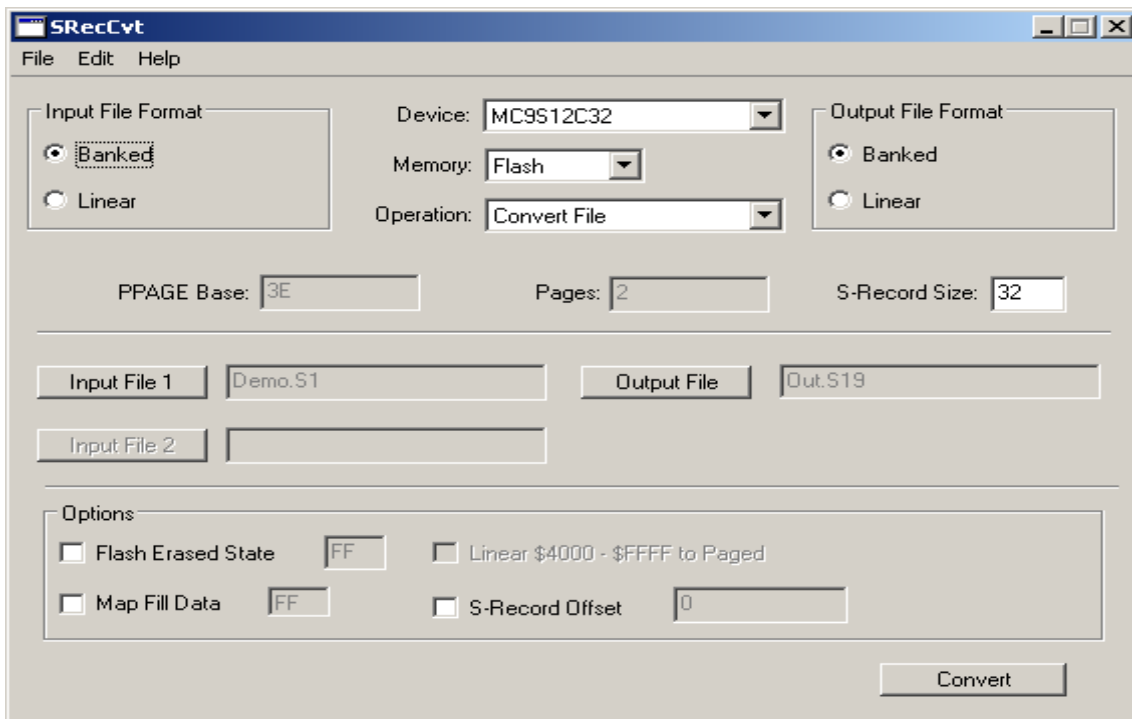 SRecCvt
File Edit Help
Input File Format
Banked
Linear
Device: MC9S12C32
Memory: Flash
Operation: Convert File
Output File Format
Banked
Linear
PPAGE Base: 3E
Pages: 2
S-Record Size: 32
Input File 1 Demo.S1
Output File Out.S19
Input File 2
Options
Flash Erased State FF
Linear $4000 - $FFFF to Paged
Map Fill Data FF
S-Record Offset 0
Convert